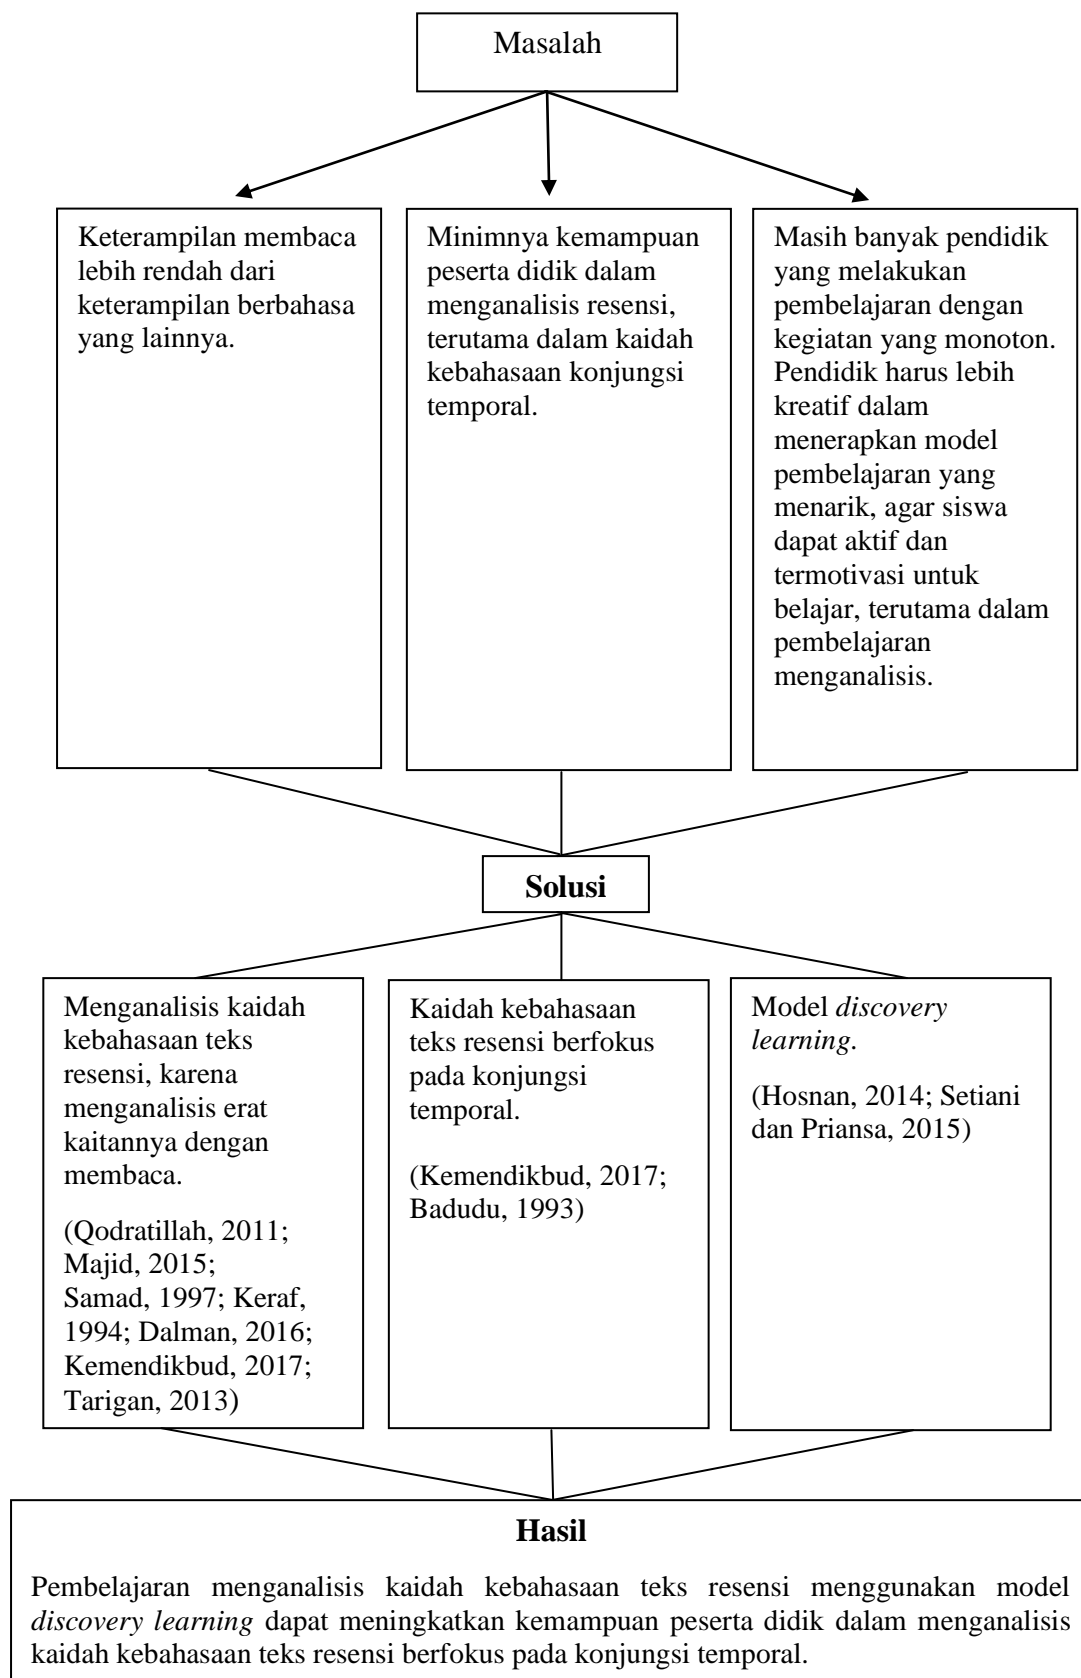 Masalah
Keterampilan membaca
lebih rendah dari
keterampilan berbahasa
yang lainnya.
Minimnya kemampuan
peserta didik dalam
menganalisis resensi,
terutama dalam kaidah
kebahasaan konjungsi
temporal.
Masih banyak pendidik
yang melakukan
pembelajaran dengan
kegiatan yang monoton.
Pendidik harus lebih
kreatif dalam
menerapkan model
pembelajaran yang
menarik, agar siswa
dapat aktif dan
termotivasi untuk
belajar, terutama dalam
pembelajaran
menganalisis.
Solusi
Menganalisis kaidah
kebahasaan teks
resensi, karena
menganalisis erat
kaitannya dengan
membaca.
(Qodratillah, 2011;
Majid, 2015;
Samad, 1997; Keraf,
1994; Dalman, 2016;
Kemendikbud, 2017;
Tarigan, 2013)
Kaidah kebahasaan
teks resensi berfokus
pada konjungsi
temporal.
(Kemendikbud, 2017;
Badudu, 1993)
Model discovery
learning.
(Hosnan, 2014; Setiani
dan Priansa, 2015)
Hasil
Pembelajaran menganalisis kaidah kebahasaan teks resensi menggunakan model
discovery learning dapat meningkatkan kemampuan peserta didik dalam menganalisis
kaidah kebahasaan teks resensi berfokus pada konjungsi temporal.